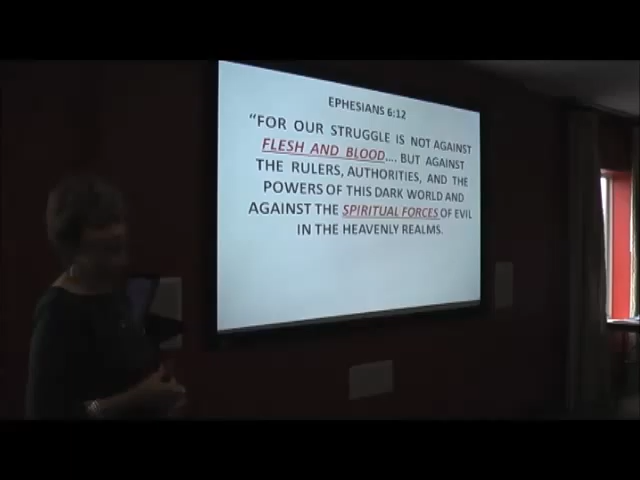 EPHESIANS 6:12
“FOR OUR STRUGGLE IS NOT AGAINST
FLESH AND BLOOD.... BUT AGAINST
THE RULERS, AUTHORITIES, AND THE
POWERS OF THIS DARK WORLD AND
AGAINST THE SPIRITUAL FORCES OF EVIL
IN THE HEAVENLY REALMS.